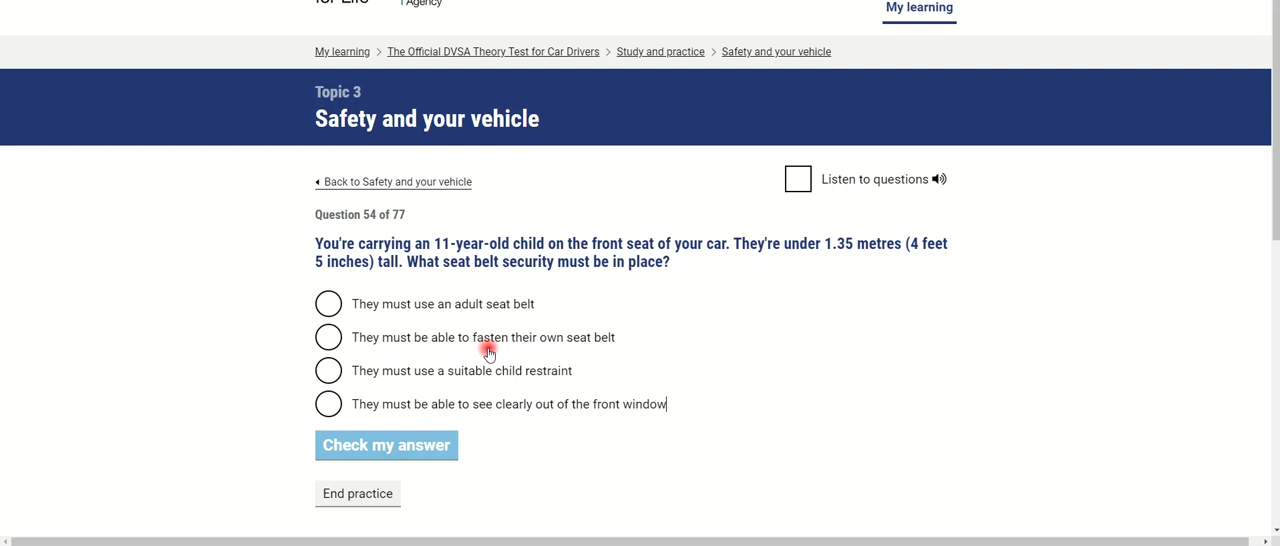 for Life
Agency
My learning
My learning > The Official DVSA Theory Test for Car Drivers > Study and practice > Safety and your vehicle
Topic 3
Safety and your vehicle
Back to Safety and your vehicle
Listen to questions
Question 54 of 77
You're carrying an 11-year-old child on the front seat of your car. They're under 1.35 metres (4 feet
5 inches) tall. What seat belt security must be in place?
They must use an adult seat belt
They must be able to fasten their own seat belt
They must use a suitable child restraint
They must be able to see clearly out of the front window
Check my answer
End practice